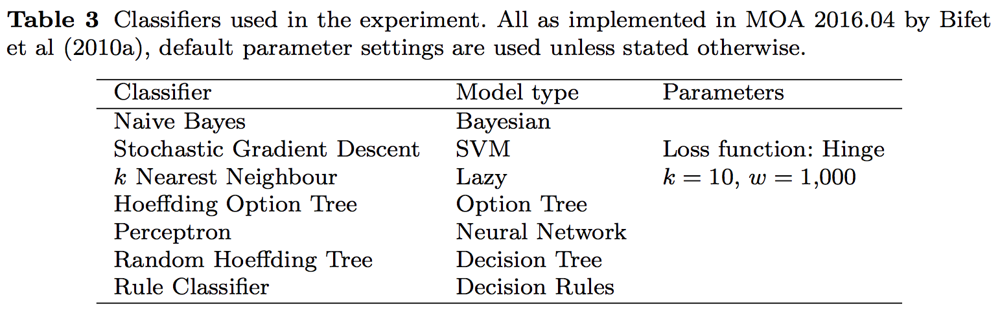 Table 3 Classifiers used in the experiment. All as implemented in MOA 2016.04 by Bifet
et al (2010a), default parameter settings are used unless stated otherwise.
Classifier Model type Parameters
Naive Bayes Bayesian
Stochastic Gradient Descent SVM Loss function: Hinge
k Nearest Neighbour Lazy k = 10, w = 1,000
Hoeffding Option Tree Option Tree
Perceptron Neural Network
Random Hoeffding Tree Decision Tree
Rule Classifier Decision Rules